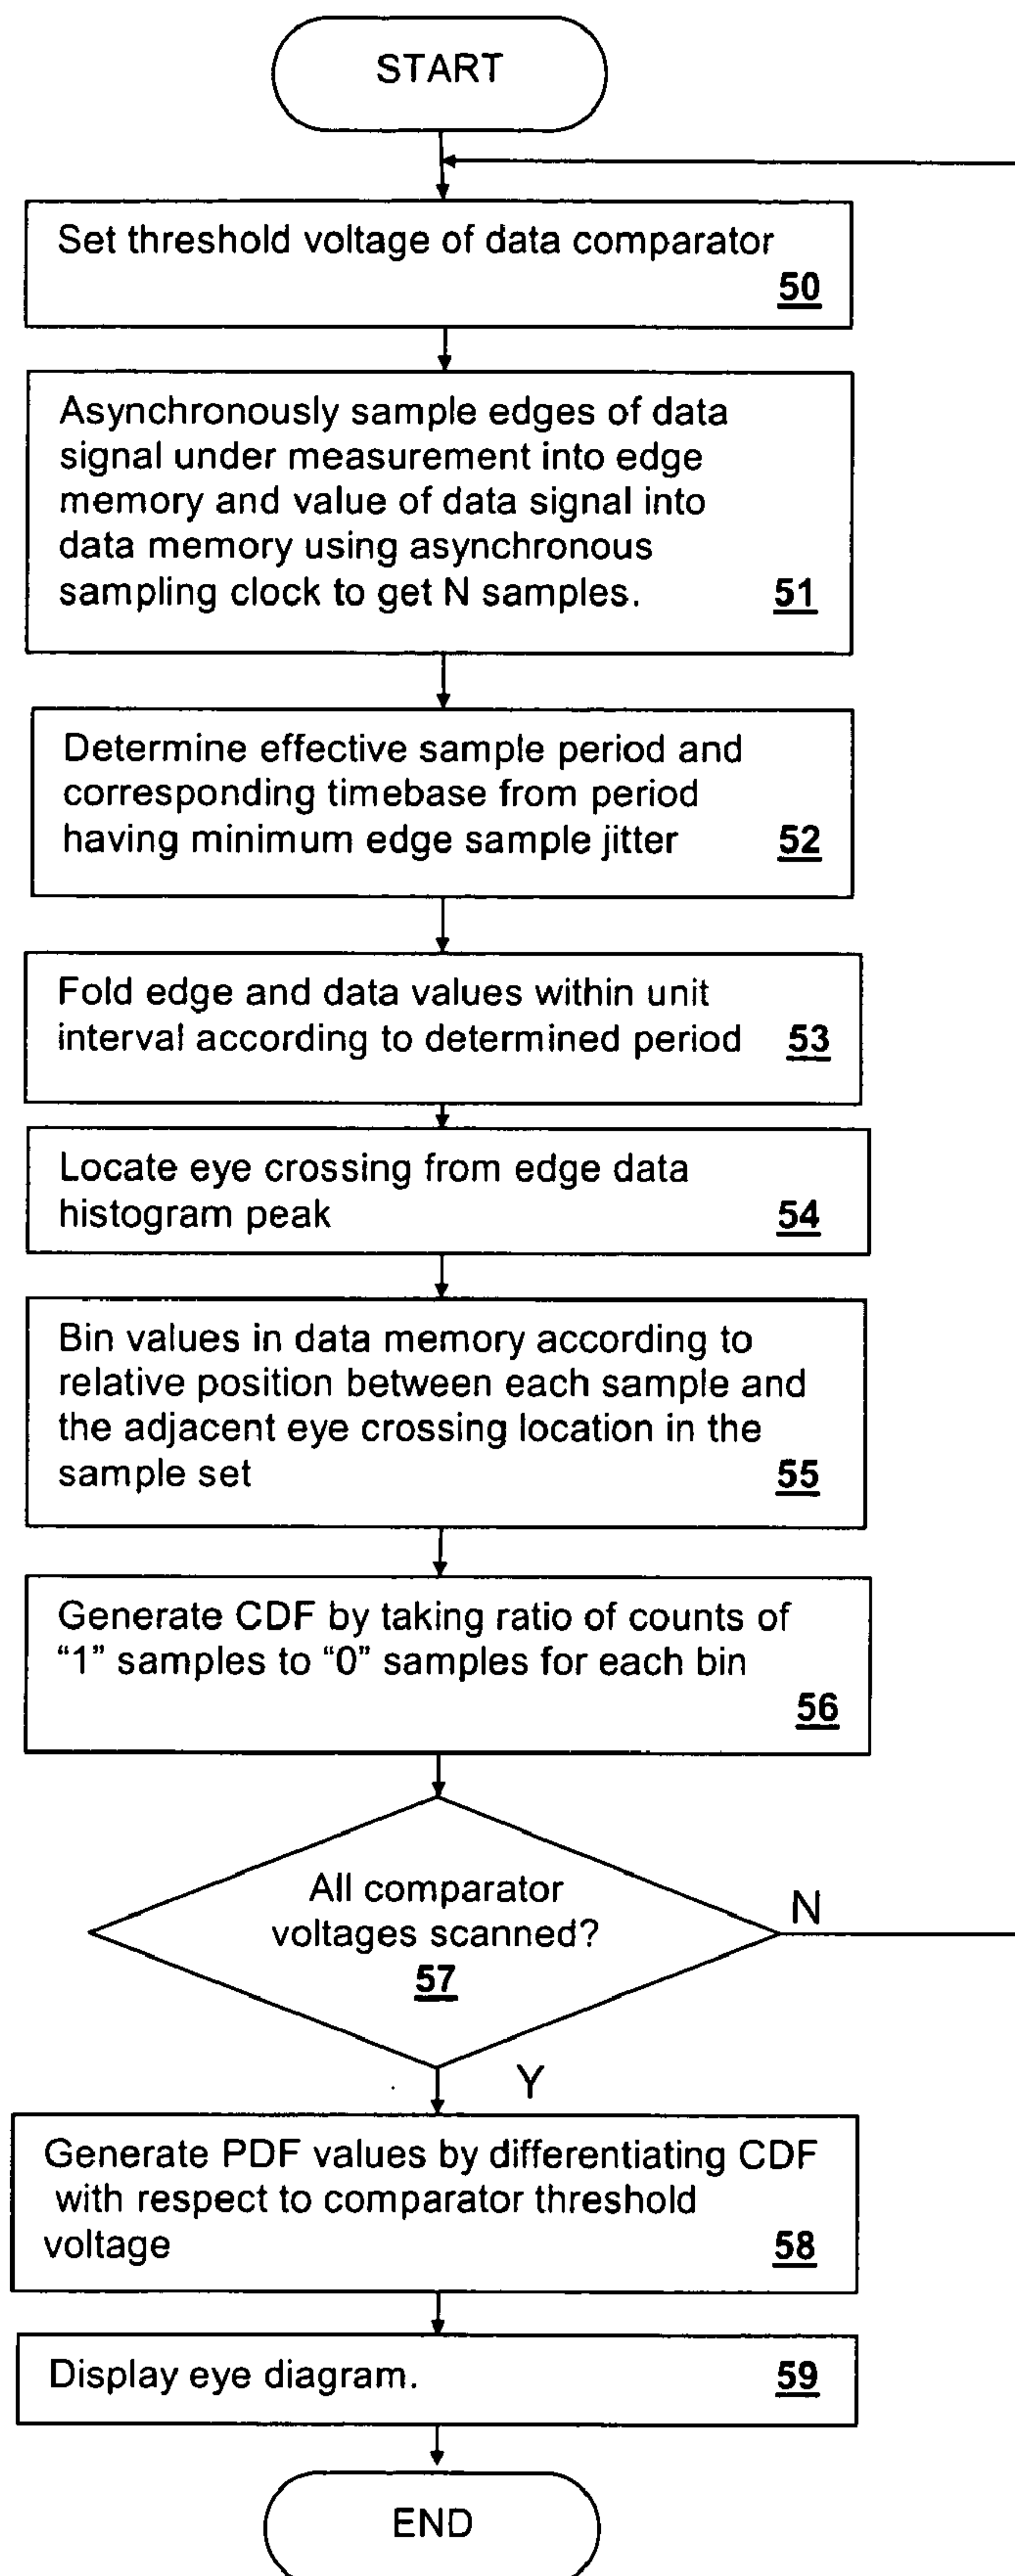 START
Set threshold voltage of data comparator
50
Asynchronously sample edges of data
signal under measurement into edge
memory and value of data signal into
data memory using asynchronous
sampling clock to get N samples. 51
Determine effective sample period and
corresponding timebase from period
having minimum edge sample jitter 52
Fold edge and data values within unit
interval according to determined period 53
Locate eye crossing from edge data
histogram peak 54
Bin values in data memory according to
relative position between each sample and
the adjacent eye crossing location in the
sample set 55
Generate CDF by taking ratio of counts of
“1” samples to “0” samples for each bin
56
All comparator
voltages scanned?
57
N
Y
Generate PDF values by differentiating CDF
with respect to comparator threshold
voltage 58
Display eye diagram. 59
END